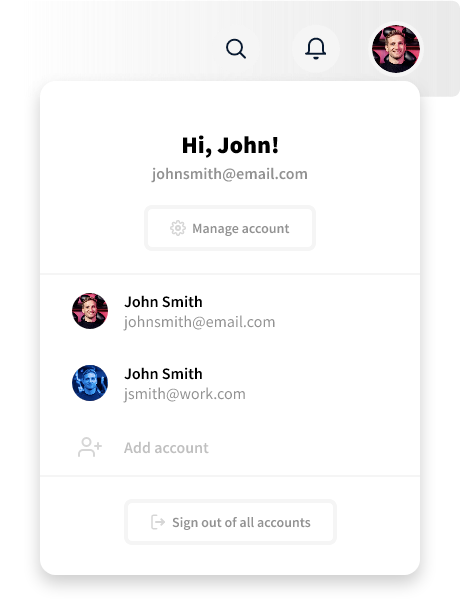 Hi, John!
johnsmith@email.com
Manage account
John Smith
johnsmith@email.com
John Smith
jsmith@work.com
Add account
Sign out of all accounts